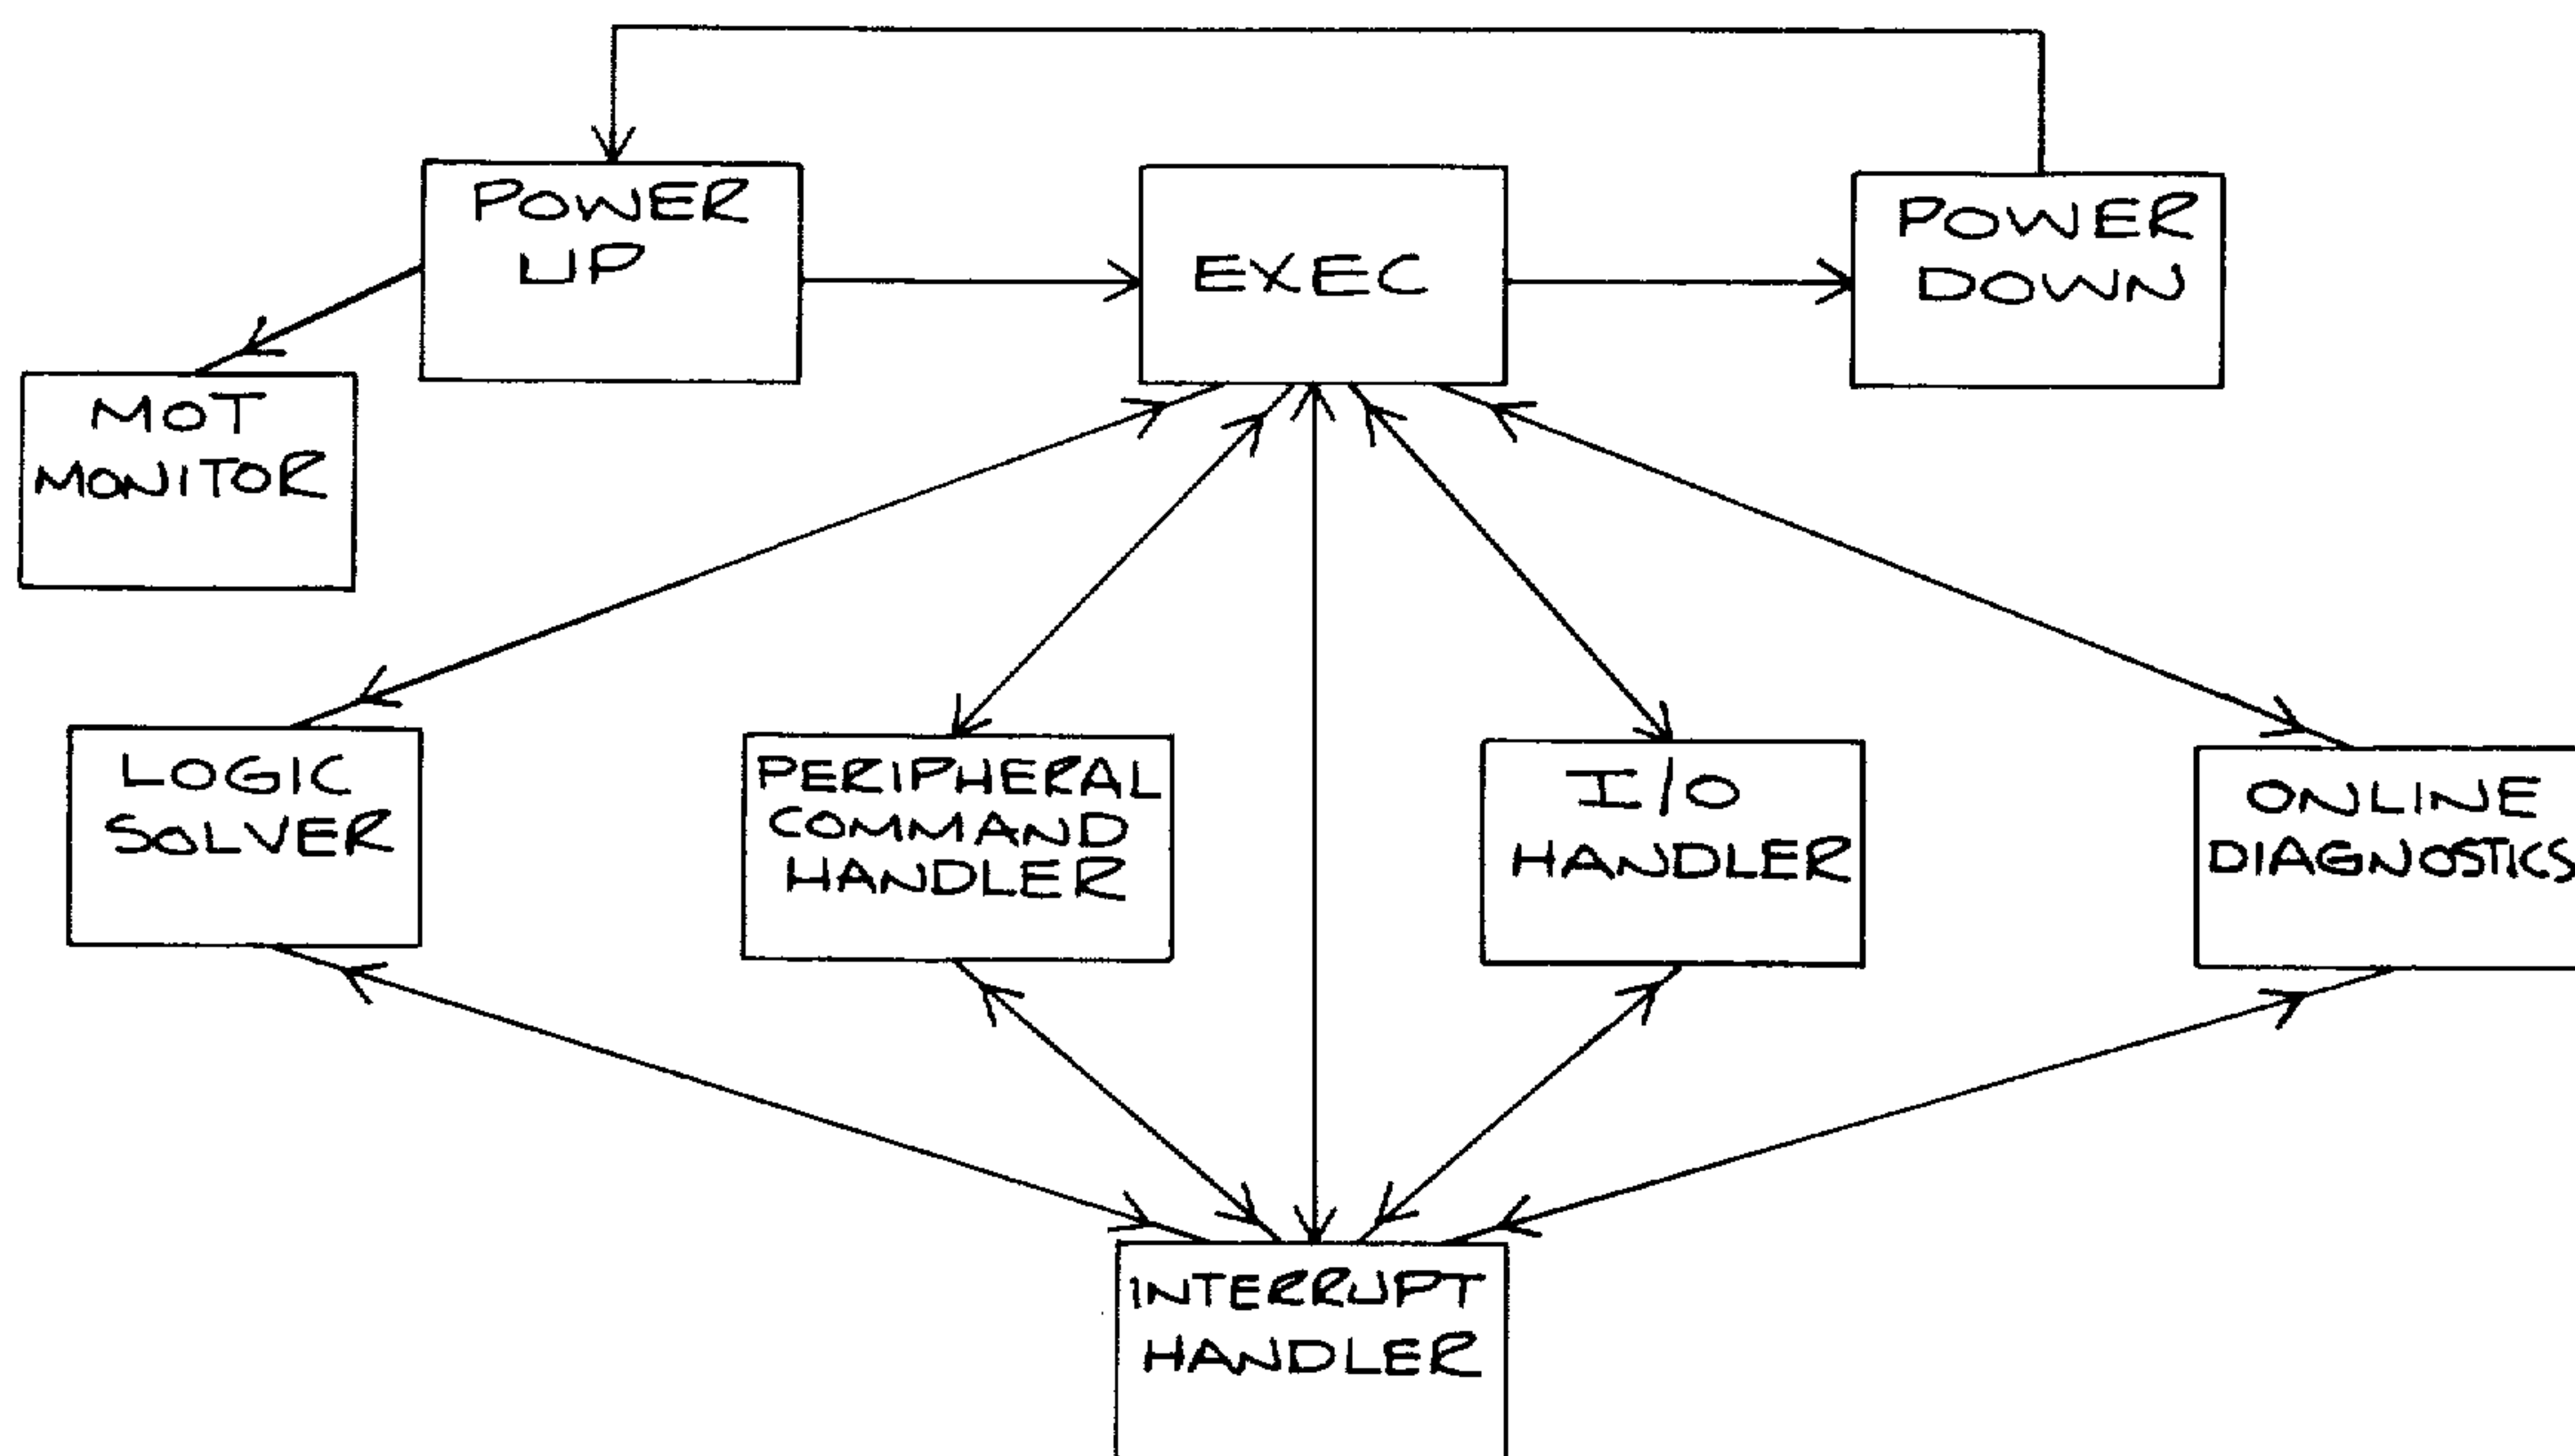 POWER
UP
EXEC
POWER
DOWN
MOT
MONITOR
LOGIC
SOLVER
PERIPHERAL
COMMAND
HANDLER
I/O
HANDLER
ONLINE
DIAGNOSTICS
INTERRUPT
HANDLER